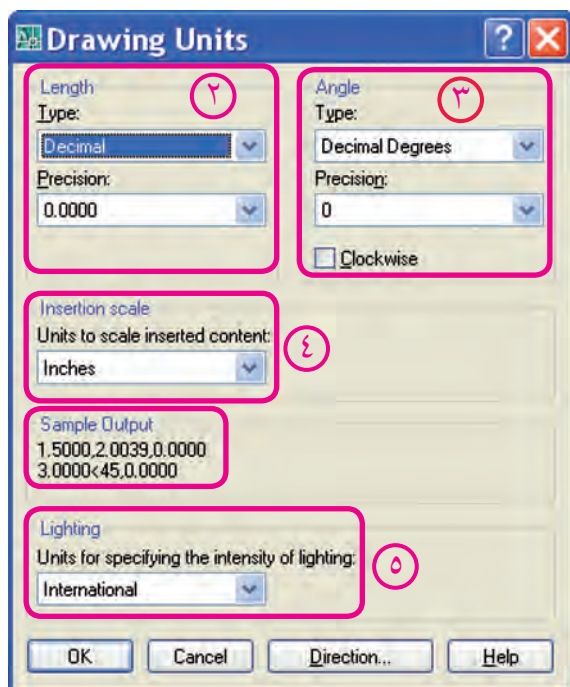 Drawing Units
Length
٢
Type:
Decimal
Precision:
0.0000
Angle
٣
Type:
Decimal Degrees
Precision:
0
Clockwise
Insertion scale
Units to scale inserted content:
Inches
٤
Sample Output
1.5000,2.0039,0.0000
3.0000<45,0.0000
Lighting
Units for specifying the intensity of lighting:
International
٥
OK
Cancel
Direction...
Help